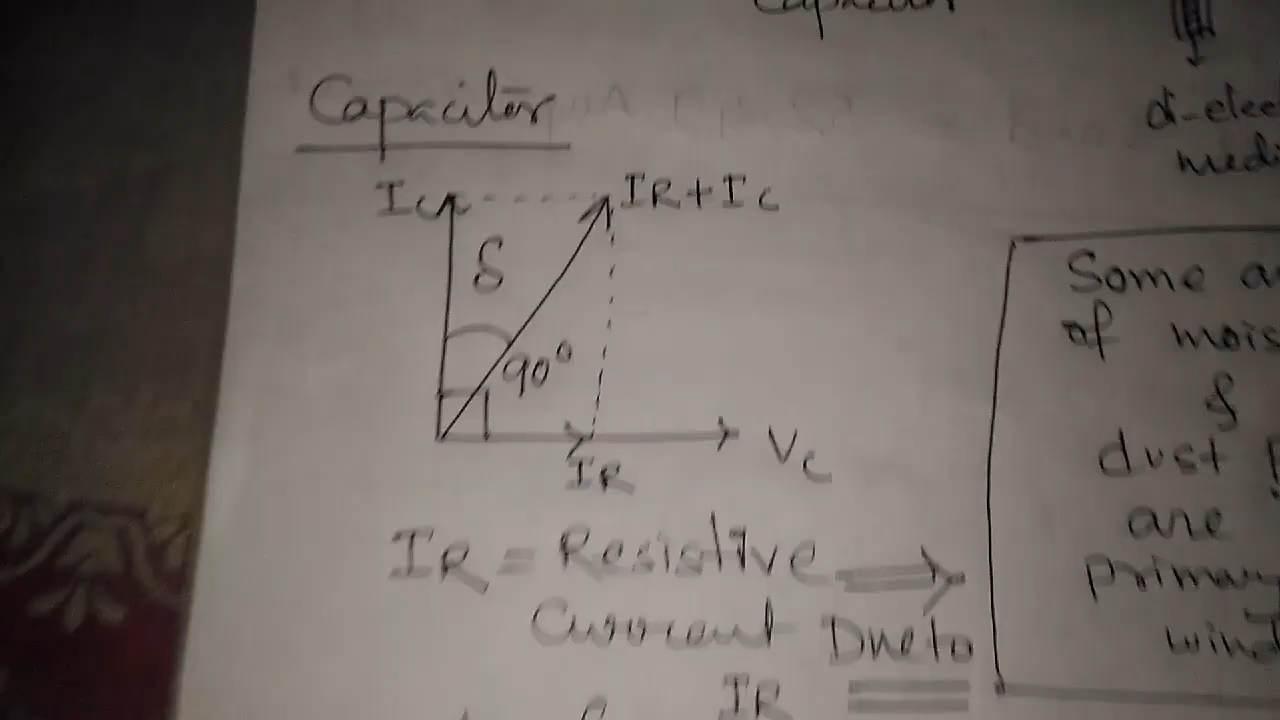 Capacitor
di-elec
medi
Capacitor
Ic
IR+Ic
δ
90°
IR
Vc
IR = Resistive
Current Due to
IR
Some a
of mois
&
dust p
are
primary
wind